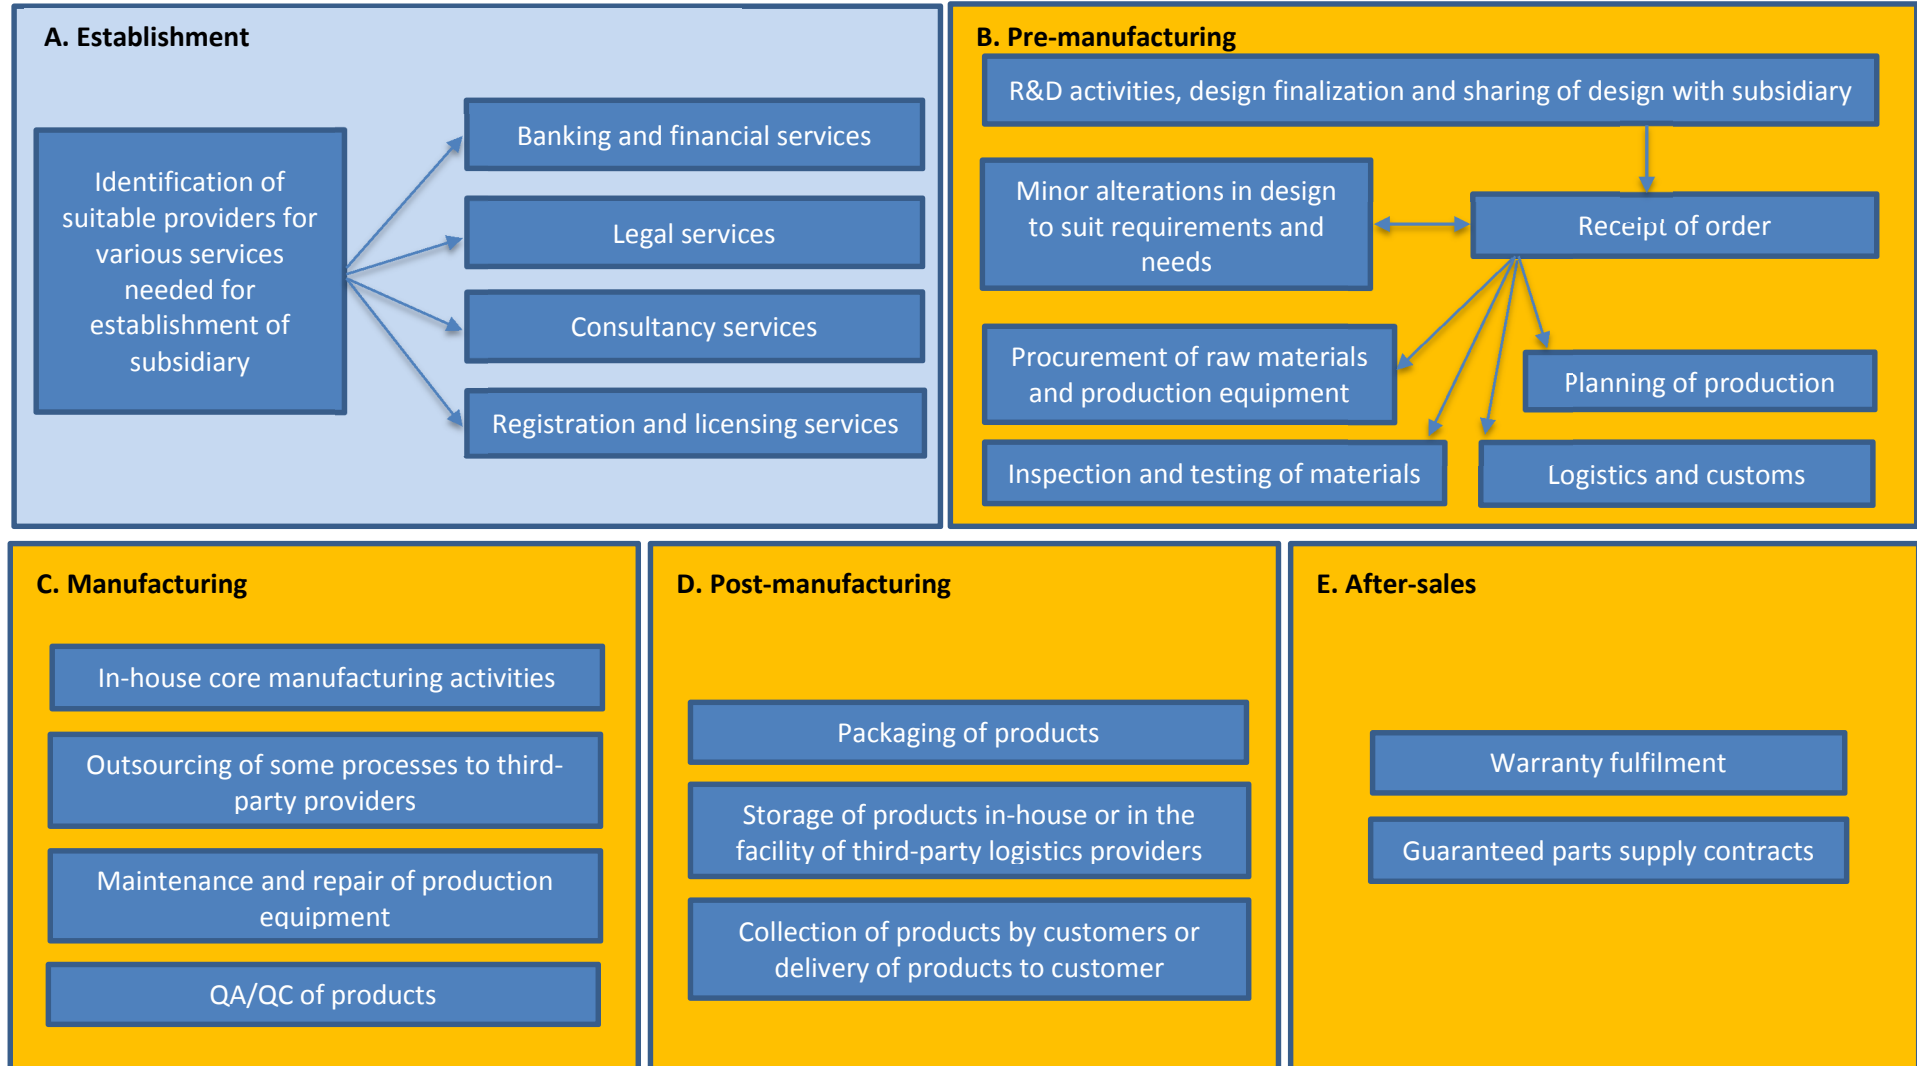 A. Establishment
Identification of
suitable providers for
various services
needed for
establishment of
subsidiary
Banking and financial services
Legal services
Consultancy services
Registration and licensing services
B. Pre-manufacturing
R&D activities, design finalization and sharing of design with subsidiary
Minor alterations in design
to suit requirements and
needs
Receipt of order
Procurement of raw materials
and production equipment
Planning of production
Inspection and testing of materials
Logistics and customs
C. Manufacturing
In-house core manufacturing activities
Outsourcing of some processes to third-
party providers
Maintenance and repair of production
equipment
QA/QC of products
D. Post-manufacturing
Packaging of products
Storage of products in-house or in the
facility of third-party logistics providers
Collection of products by customers or
delivery of products to customer
E. After-sales
Warranty fulfilment
Guaranteed parts supply contracts